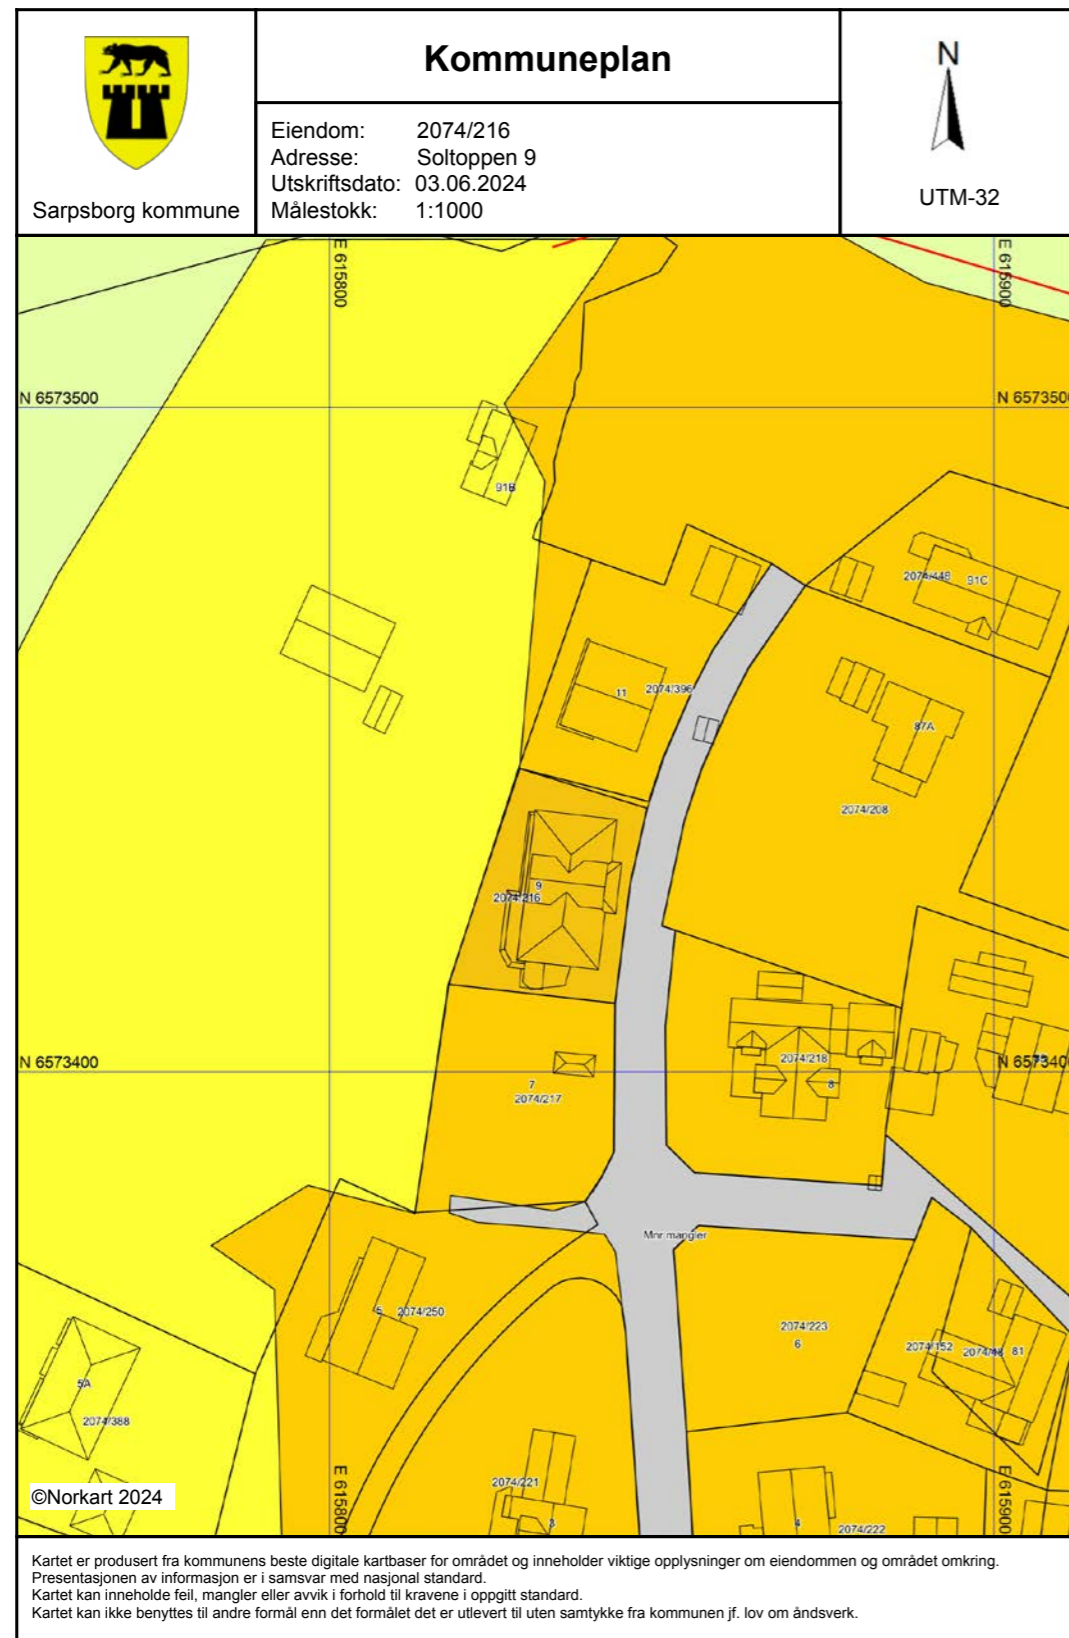 Kommuneplan
N
Eiendom: 2074/216
Adresse: Soltoppen 9
Utskriftsdato: 03.06.2024
Målestokk: 1:1000
Sarpsborg kommune
UTM-32
E 615800
E 615900
N 6573500
N 6573500
91B
2074/448
91C
11
2074/396
87A
2074/208
9
2074/216
N 6573400
N 6573400
2074/218
8
7
2074/217
Mnr mangler
5
2074/250
2074/223
6
2074/152
2074/48
81
5A
2074/388
2074/221
3
4
2074/222
E 615800
E 615900
©Norkart 2024
Kartet er produsert fra kommunens beste digitale kartbaser for området og inneholder viktige opplysninger om eiendommen og området omkring.
Presentasjonen av informasjon er i samsvar med nasjonal standard.
Kartet kan inneholde feil, mangler eller avvik i forhold til kravene i oppgitt standard.
Kartet kan ikke benyttes til andre formål enn det formålet det er utlevert til uten samtykke fra kommunen jf. lov om åndsverk.